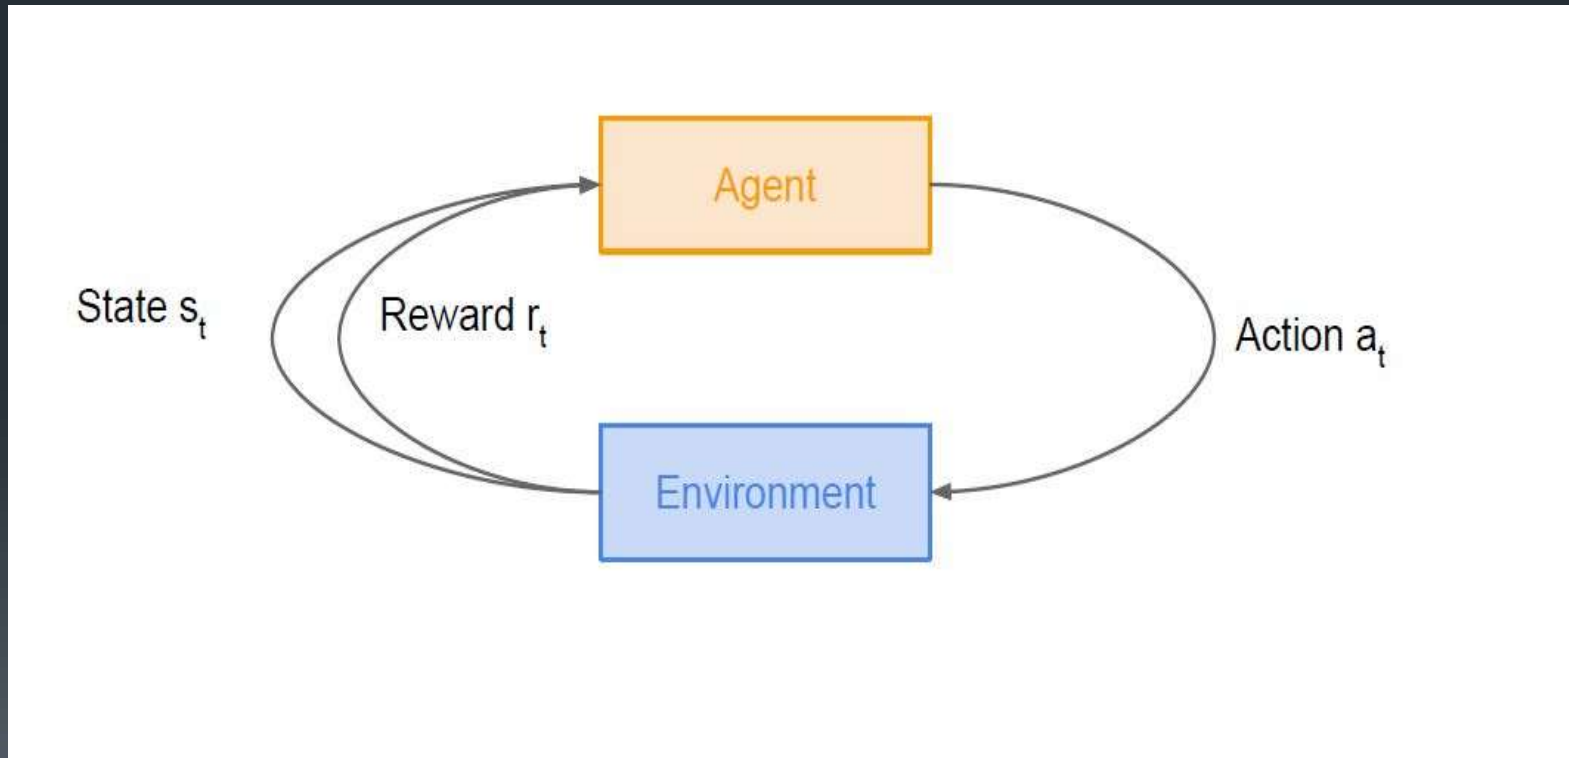 Agent
State sₜ
Reward rₜ
Action aₜ
Environment